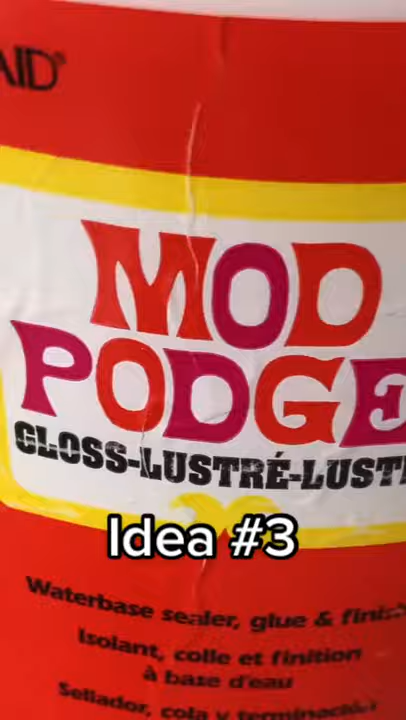 AID®
MOD
PODGE
GLOSS-LUSTRÉ-LUST
Idea #3
Waterbase sealer, glue &
Isolant, colle et finition
à base d'eau
Sellador, cola y